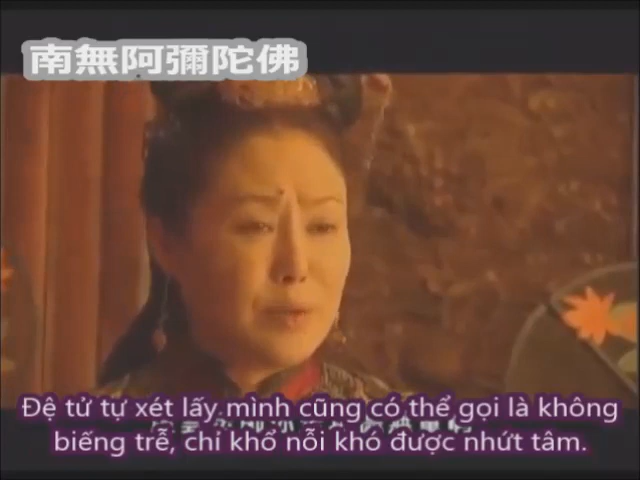 南無阿彌陀佛
Đệ tử tự xét lấy mình cũng có thể gọi là không
biếng trễ, chỉ khổ nỗi khó được nhứt tâm.